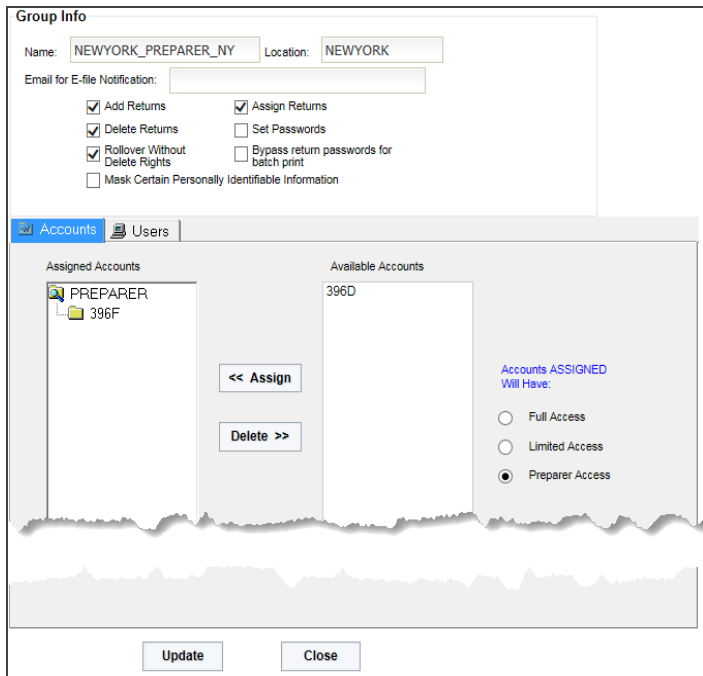 Group Info
Name: NEWYORK_PREPARER_NY Location: NEWYORK
Email for E-file Notification:
Add Returns Assign Returns
Delete Returns Set Passwords
Rollover Without
Delete Rights
Bypass return passwords for
batch print
Mask Certain Personally Identifiable Information
Accounts Users
Assigned Accounts Available Accounts
PREPARER 396D
396F
<< Assign
Delete >>
Accounts ASSIGNED
Will Have:
Full Access
Limited Access
Preparer Access
Update Close